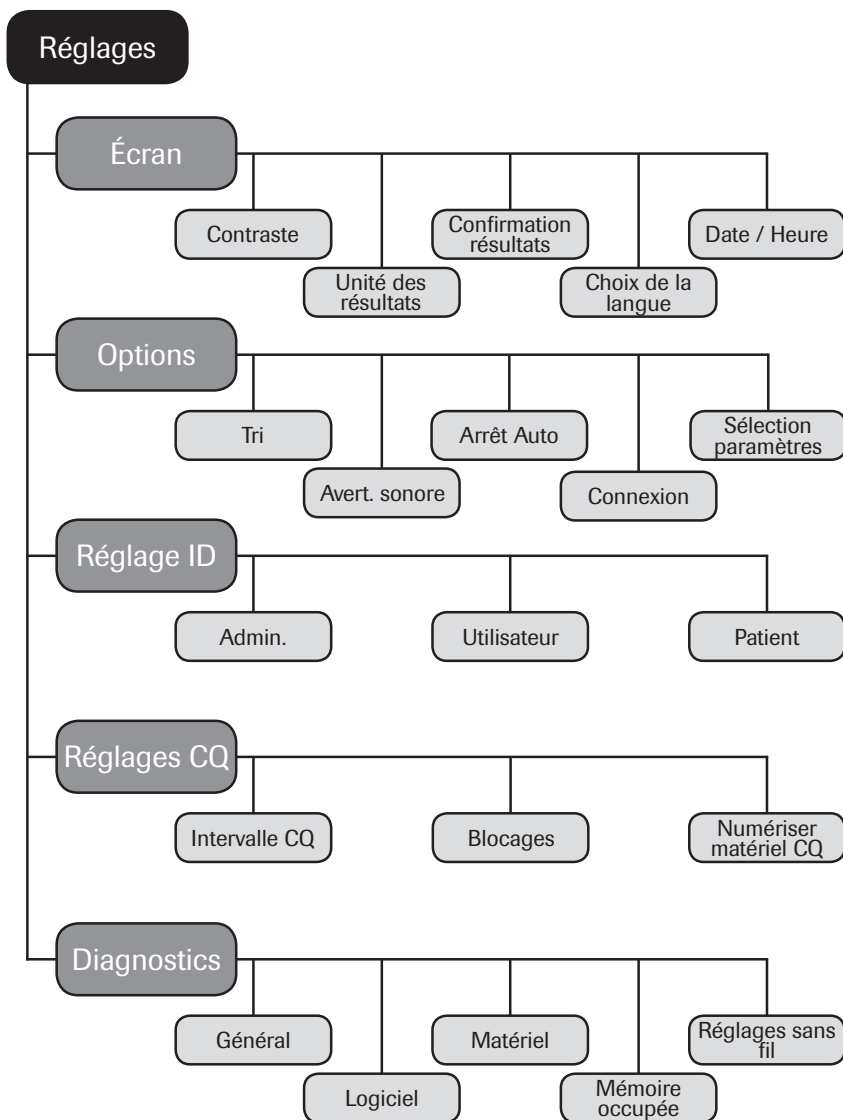 Réglages
Écran
Contraste
Unité des
résultats
Confirmation
résultats
Choix de la
langue
Date / Heure
Options
Tri
Avert. sonore
Arrêt Auto
Connexion
Sélection
paramètres
Réglage ID
Admin.
Utilisateur
Patient
Réglages CQ
Intervalle CQ
Blocages
Numériser
matériel CQ
Diagnostics
Général
Logiciel
Matériel
Mémoire
occupée
Réglages sans
fil